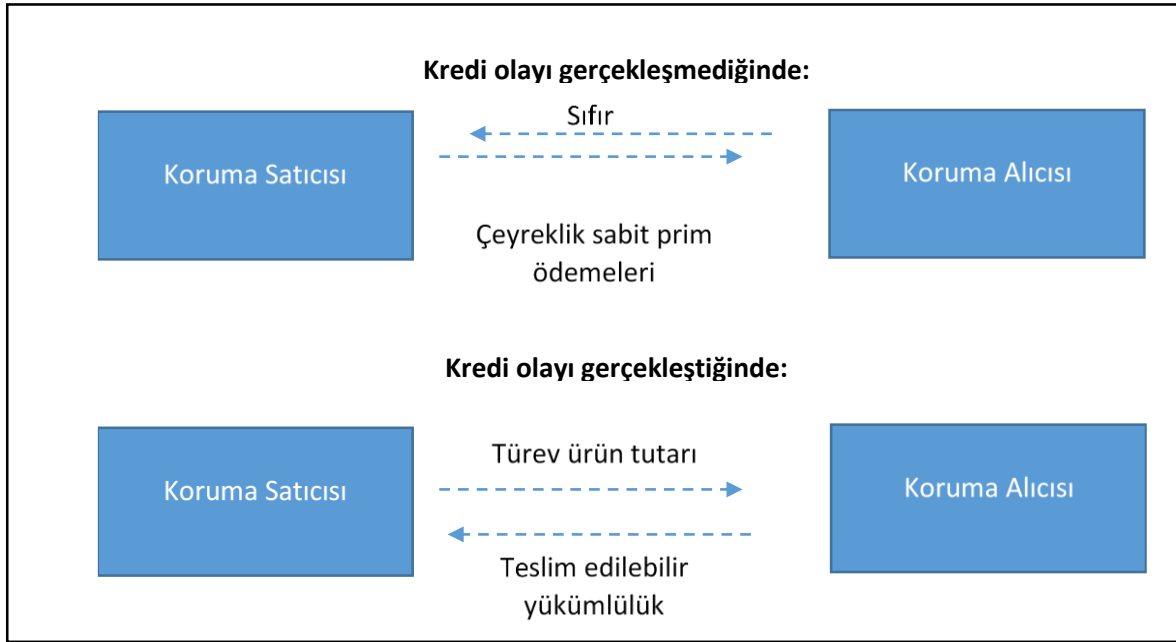 Kredi olayı gerçekleşmediğinde:
Sıfır
Koruma Satıcısı
Koruma Alıcısı
Çeyreklik sabit prim
ödemeleri
Kredi olayı gerçekleştiğinde:
Türev ürün tutarı
Koruma Satıcısı
Koruma Alıcısı
Teslim edilebilir
yükümlülük